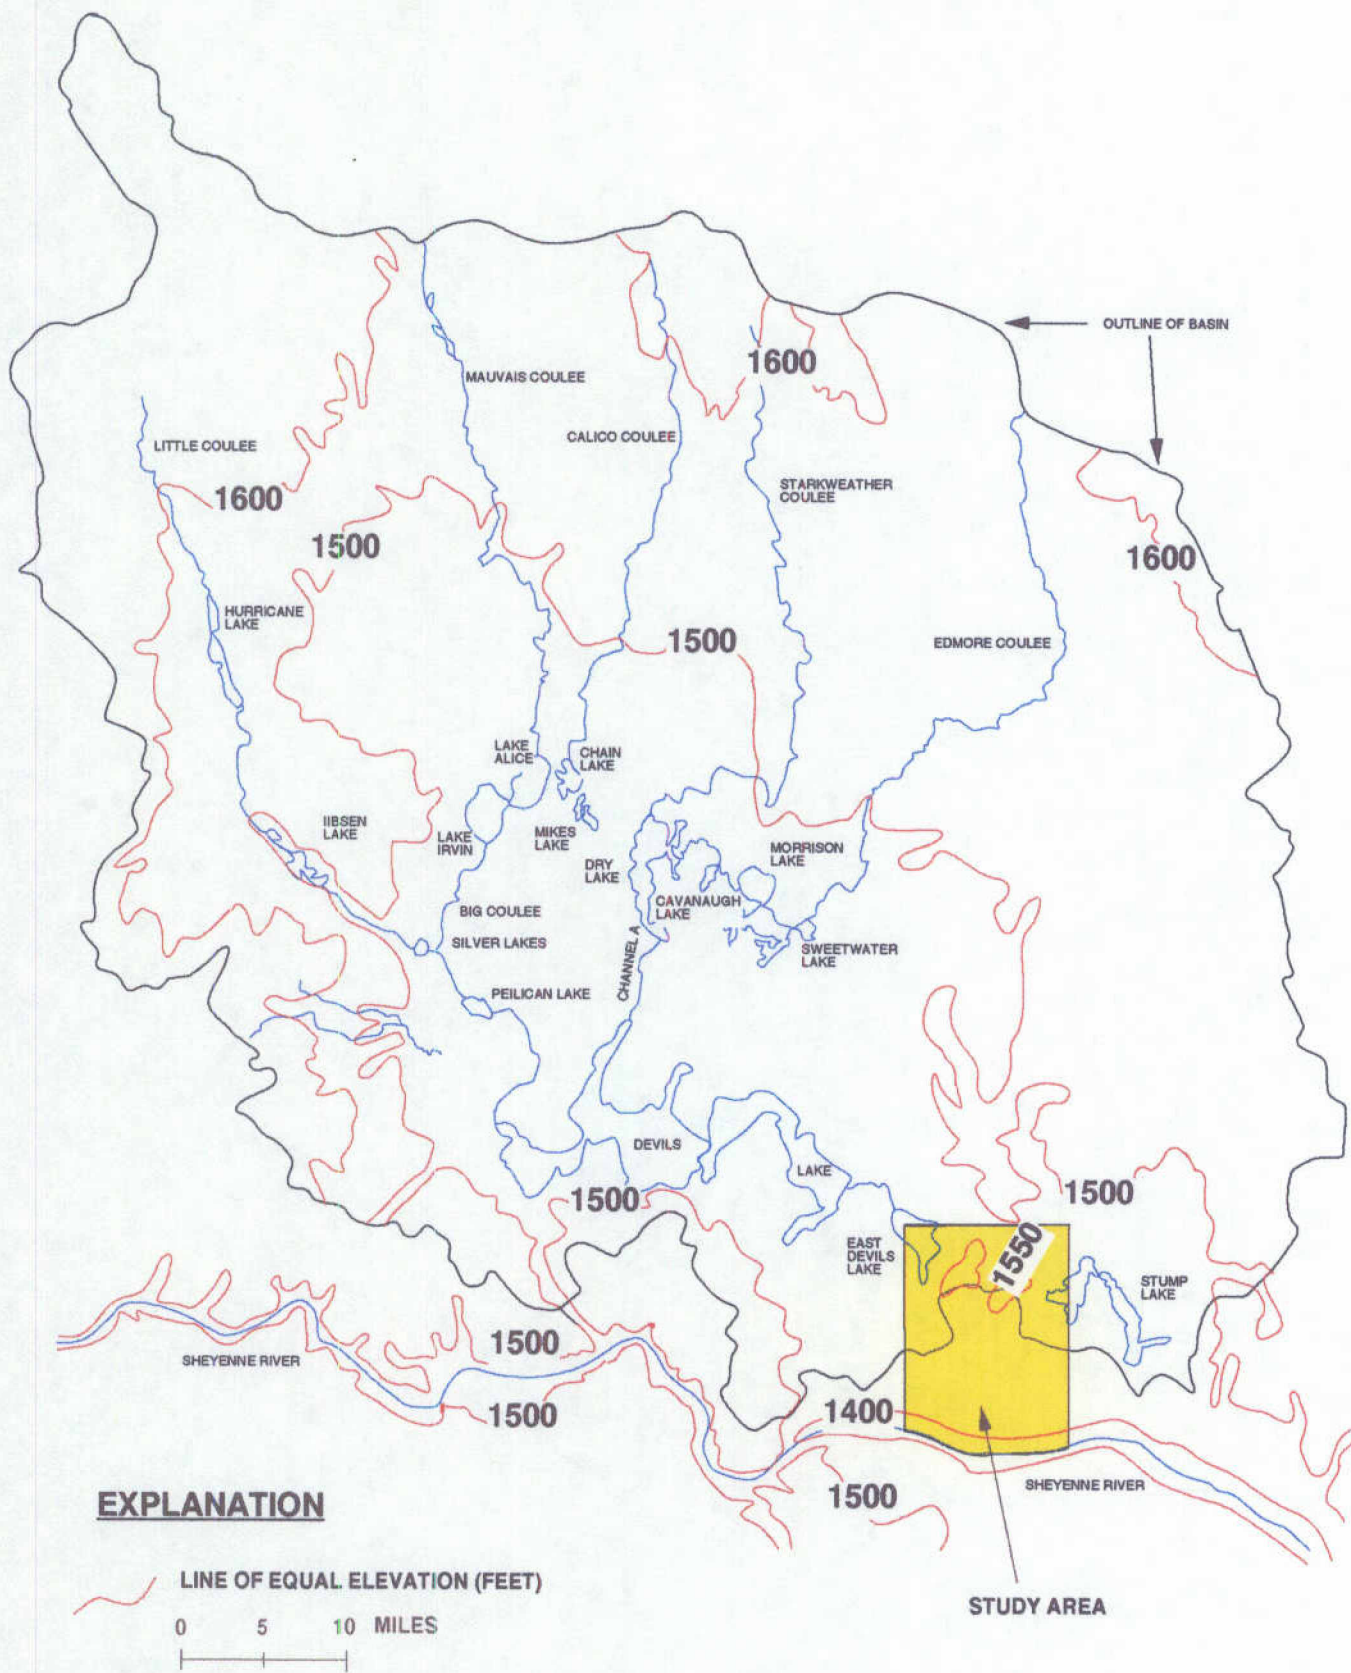 OUTLINE OF BASIN
1600
MAUVAIS COULEE
CALICO COULEE
LITTLE COULEE
STARKWEATHER
COULEE
1600
1500
1600
HURRICANE
LAKE
1500
EDMORE COULEE
LAKE
ALICE
CHAIN
LAKE
IIBSEN
LAKE
LAKE
IRVIN
MIKES
LAKE
MORRISON
LAKE
DRY
LAKE
CAVANAUGH
LAKE
BIG COULEE
SILVER LAKES
SWEETWATER
LAKE
CHANNEL A
PEILICAN LAKE
DEVILS
LAKE
1500
1500
EAST
DEVILS
LAKE
1550
STUMP
LAKE
1500
SHEYENNE RIVER
1500
1400
SHEYENNE RIVER
1500
EXPLANATION
LINE OF EQUAL ELEVATION (FEET)
STUDY AREA
0 5 10 MILES